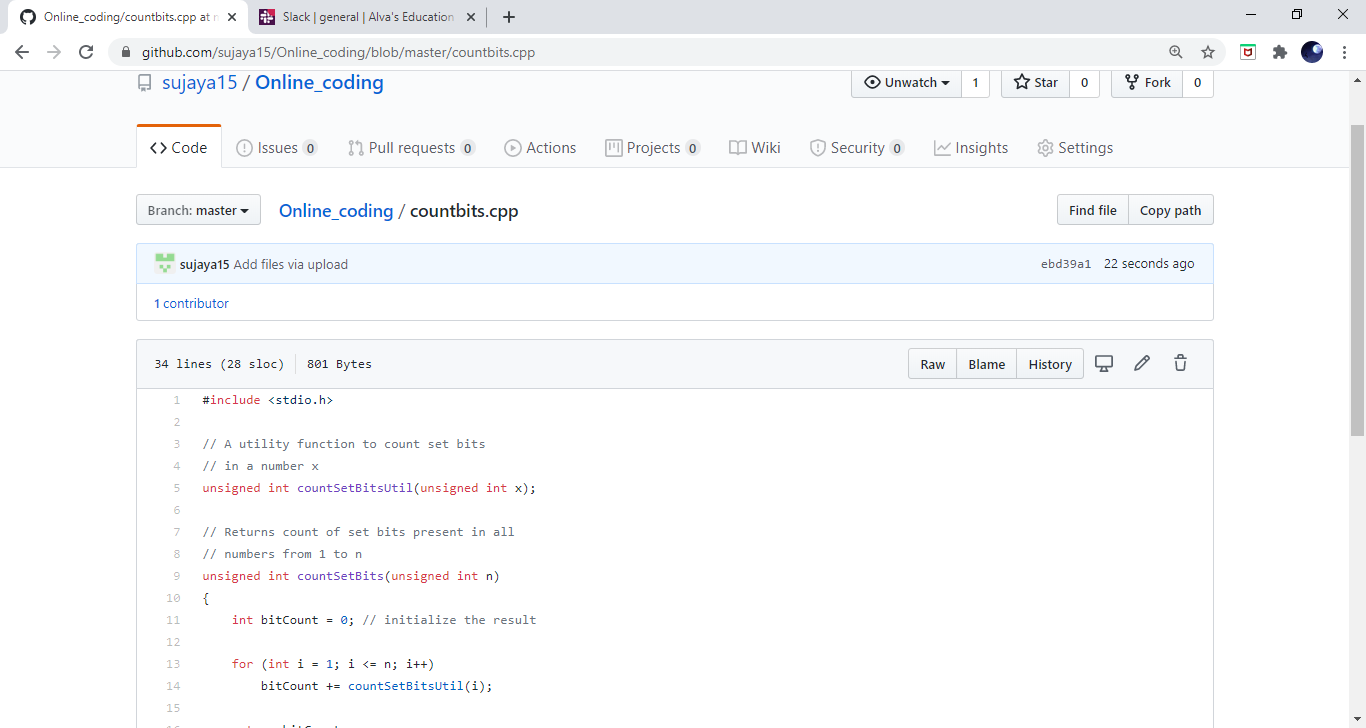 Online_coding/countbits.cpp at
Slack | general | Alva's Education
github.com/sujaya15/Online_coding/blob/master/countbits.cpp
sujaya15 / Online_coding
Unwatch 1 Star 0 Fork 0
Code Issues 0 Pull requests 0 Actions Projects 0 Wiki Security 0 Insights Settings
Branch: master Online_coding / countbits.cpp Find file Copy path
sujaya15 Add files via upload ebd39a1 22 seconds ago
1 contributor
34 lines (28 sloc) 801 Bytes Raw Blame History
1 #include <stdio.h>
2
3 // A utility function to count set bits
4 // in a number x
5 unsigned int countSetBitsUtil(unsigned int x);
6
7 // Returns count of set bits present in all
8 // numbers from 1 to n
9 unsigned int countSetBits(unsigned int n)
10 {
11 int bitCount = 0; // initialize the result
12
13 for (int i = 1; i <= n; i++)
14 bitCount += countSetBitsUtil(i);
15